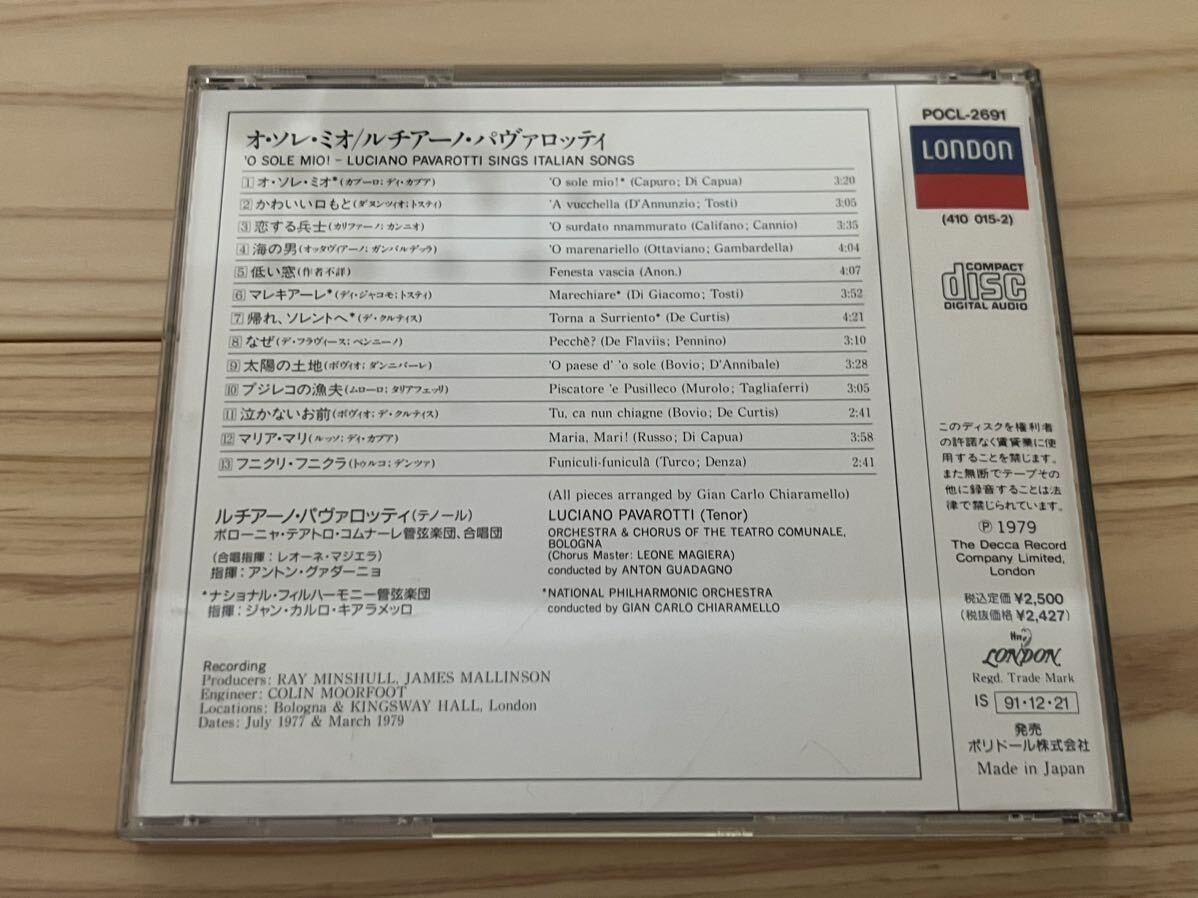 オ・ソレ・ミオ/ルチアーノ・パヴァロッティ
'O SOLE MIO! – LUCIANO PAVAROTTI SINGS ITALIAN SONGS
1 オ・ソレ・ミオ*(カプーロ;ディ・カプア) 'O sole mio!* (Capuro; Di Capua) 3:20
2 かわいい口もと(ダヌンツィオ;トスティ) 'A vucchella (D'Annunzio; Tosti) 3:05
3 恋する兵士(カリファーノ;カンニオ) 'O surdato nnammurato (Califano; Cannio) 3:35
4 海の男(オッタヴィアーノ;ガンバルデッラ) 'O marenariello (Ottaviano; Gambardella) 4:04
5 低い窓(作者不詳) Fenesta vascia (Anon.) 4:07
6 マレキアーレ*(ディ・ジャコモ;トスティ) Marechiare* (Di Giacomo; Tosti) 3:52
7 帰れ、ソレントへ*(デ・クルティス) Torna a Surriento* (De Curtis) 4:21
8 なぜ(デ・フラヴィース;ペンニーノ) Pecchè? (De Flaviis; Pennino) 3:10
9 太陽の土地(ボヴィオ;ダンニバーレ) 'O paese d' 'o sole (Bovio; D'Annibale) 3:28
10 プジレコの漁夫(ムローロ;タリアフェッリ) Piscatore 'e Pusilleco (Murolo; Tagliaferri) 3:05
11 泣かないお前(ボヴィオ;デ・クルティス) Tu, ca nun chiagne (Bovio; De Curtis) 2:41
12 マリア・マリ(ルッソ;ディ・カプア) Maria, Mari! (Russo; Di Capua) 3:58
13 フニクリ・フニクラ(トゥルコ;デンツァ) Funiculi-funiculà (Turco; Denza) 2:41
(All pieces arranged by Gian Carlo Chiaramello)
ルチアーノ・パヴァロッティ(テノール)
ボローニャ・テアトロ・コムナーレ管弦楽団、合唱団
(合唱指揮:レオーネ・マジエラ)
指揮:アントン・グァダーニョ
*ナショナル・フィルハーモニー管弦楽団
指揮:ジャン・カルロ・キアラメッロ
LUCIANO PAVAROTTI (Tenor)
ORCHESTRA & CHORUS OF THE TEATRO COMUNALE,
BOLOGNA
(Chorus Master: LEONE MAGIERA)
conducted by ANTON GUADAGNO
*NATIONAL PHILHARMONIC ORCHESTRA
conducted by GIAN CARLO CHIARAMELLO
Recording
Producers: RAY MINSHULL, JAMES MALLINSON
Engineer: COLIN MOORFOOT
Locations: Bologna & KINGSWAY HALL, London
Dates: July 1977 & March 1979
POCL-2691
LONDON
(410 015-2)
COMPACT
disc
DIGITAL AUDIO
このディスクを権利者
の許諾なく賃貸業に使
用することを禁じます。
また無断でテープその
他に録音することは法
律で禁じられています。
Ⓟ 1979
The Decca Record
Company Limited,
London
税込定価 ¥2,500
(税抜価格 ¥2,427)
LONDON
Regd. Trade Mark
IS 91・12・21
発売
ポリドール株式会社
Made in Japan